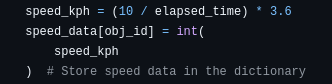 speed_kph = (10 / elapsed_time) * 3.6
speed_data[obj_id] = int(
    speed_kph
)  # Store speed data in the dictionary